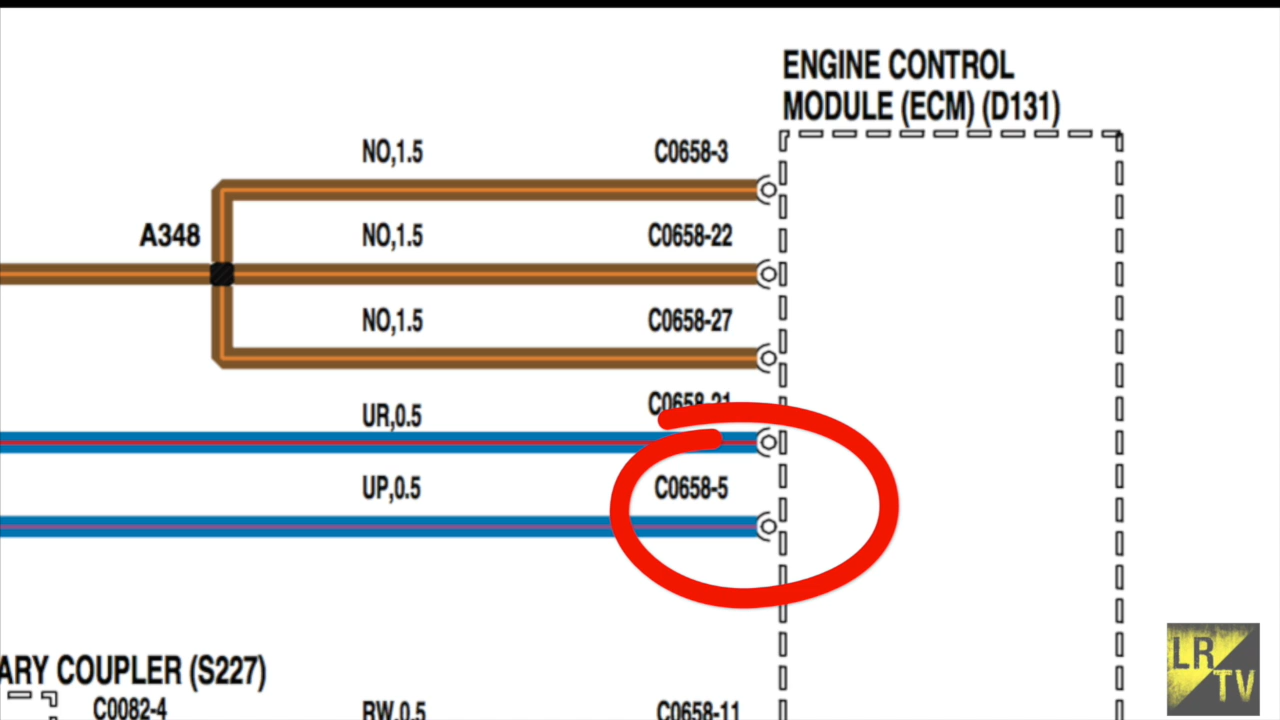 ENGINE CONTROL
MODULE (ECM) (D131)
NO,1.5 C0658-3
A348 NO,1.5 C0658-22
NO,1.5 C0658-27
UR,0.5 C0658-21
UP,0.5 C0658-5
ARY COUPLER (S227)
C0082-4 RW,0.5 C0658-11
LR
TV